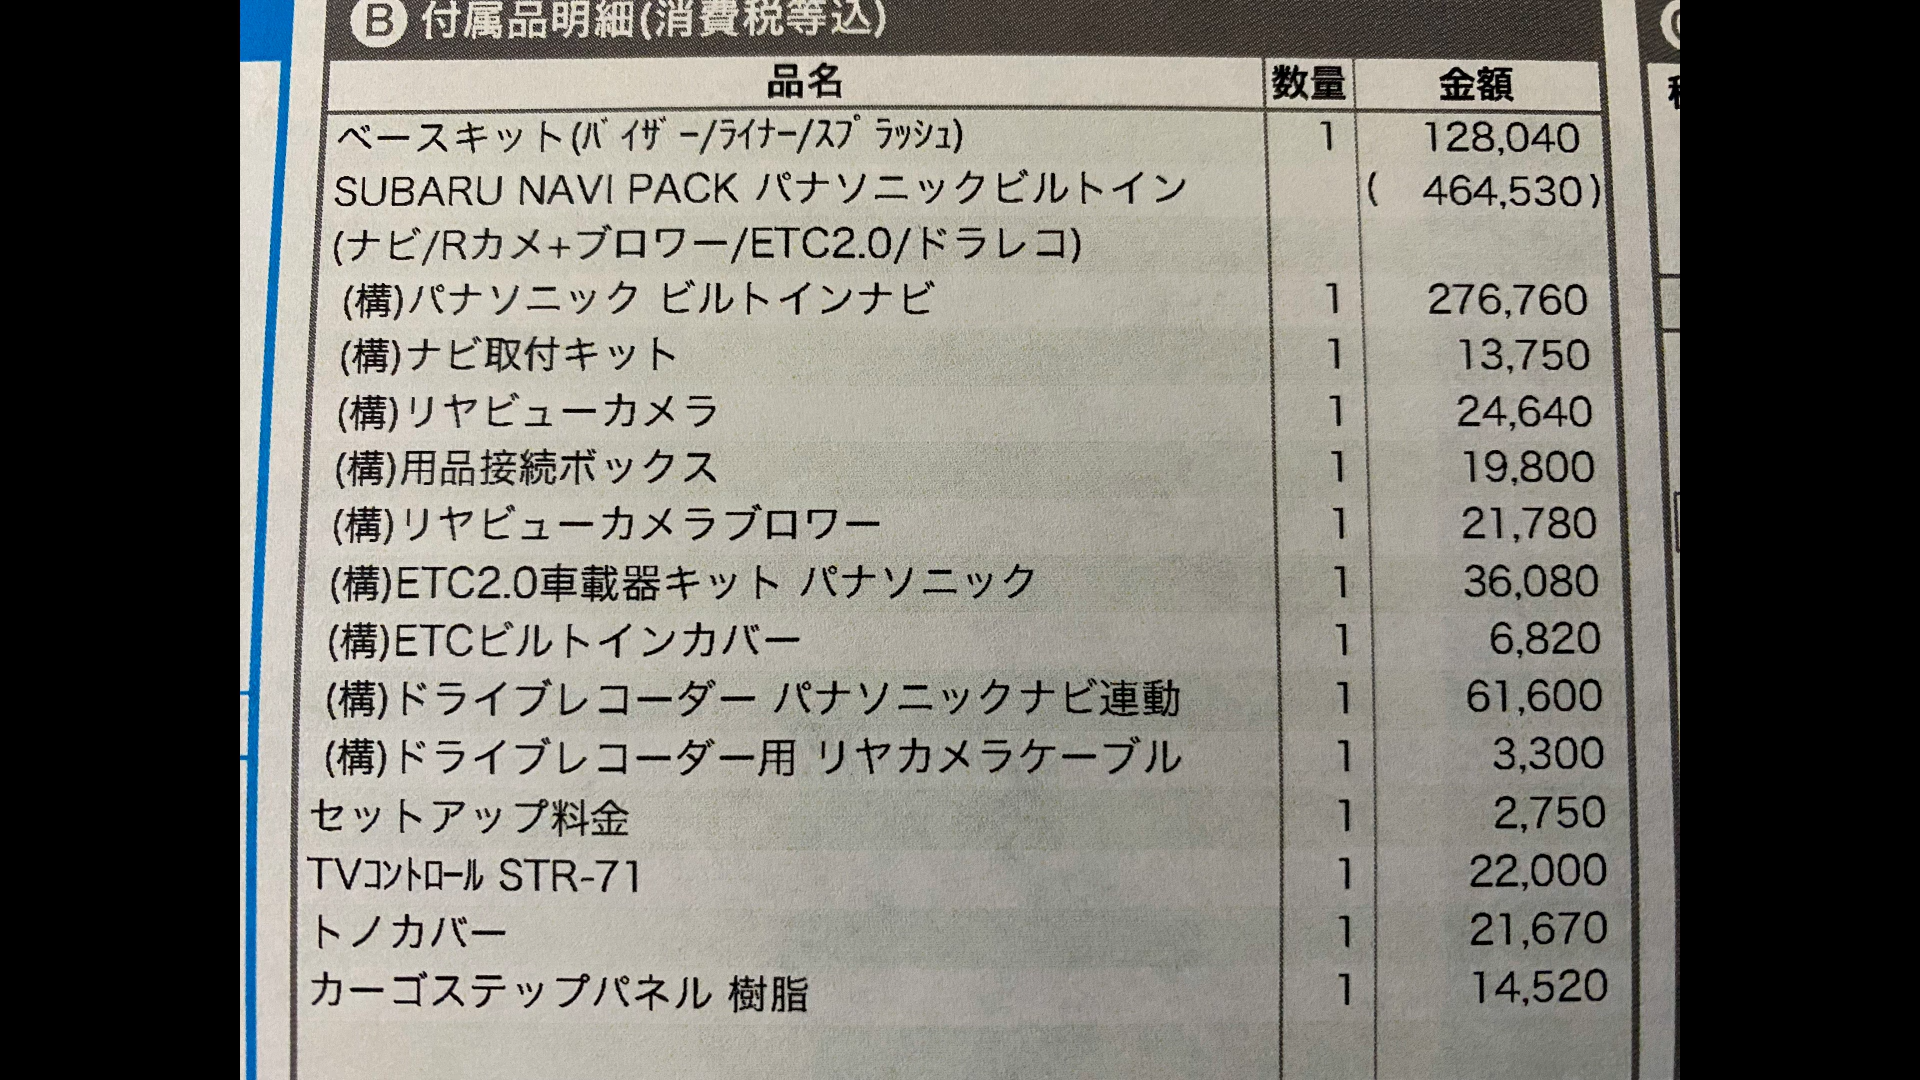 B 付属品明細(消費税等込)
品名 数量 金額
ベースキット(ﾊﾞｲｻﾞｰ/ﾗｲﾅｰ/ｽﾌﾟﾗｯｼｭ) 1 128,040
SUBARU NAVI PACK パナソニックビルトイン ( 464,530)
(ナビ/Rカメ+ブロワー/ETC2.0/ドラレコ)
(構)パナソニック ビルトインナビ 1 276,760
(構)ナビ取付キット 1 13,750
(構)リヤビューカメラ 1 24,640
(構)用品接続ボックス 1 19,800
(構)リヤビューカメラブロワー 1 21,780
(構)ETC2.0車載器キット パナソニック 1 36,080
(構)ETCビルトインカバー 1 6,820
(構)ドライブレコーダー パナソニックナビ連動 1 61,600
(構)ドライブレコーダー用 リヤカメラケーブル 1 3,300
セットアップ料金 1 2,750
TVｺﾝﾄﾛｰﾙ STR-71 1 22,000
トノカバー 1 21,670
カーゴステップパネル 樹脂 1 14,520